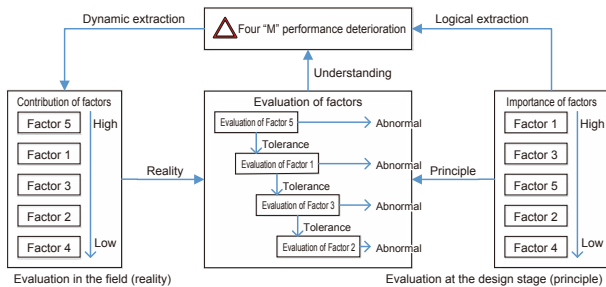 Dynamic extraction
Four “M” performance deterioration
Logical extraction
Understanding
Contribution of factors
Factor 5
High
Factor 1
Factor 3
Factor 2
Factor 4
Low
Evaluation in the field (reality)
Reality
Evaluation of factors
Evaluation of Factor 5
Abnormal
Tolerance
Evaluation of Factor 1
Abnormal
Tolerance
Evaluation of Factor 3
Abnormal
Tolerance
Evaluation of Factor 2
Abnormal
Principle
Importance of factors
Factor 1
High
Factor 3
Factor 5
Factor 2
Factor 4
Low
Evaluation at the design stage (principle)